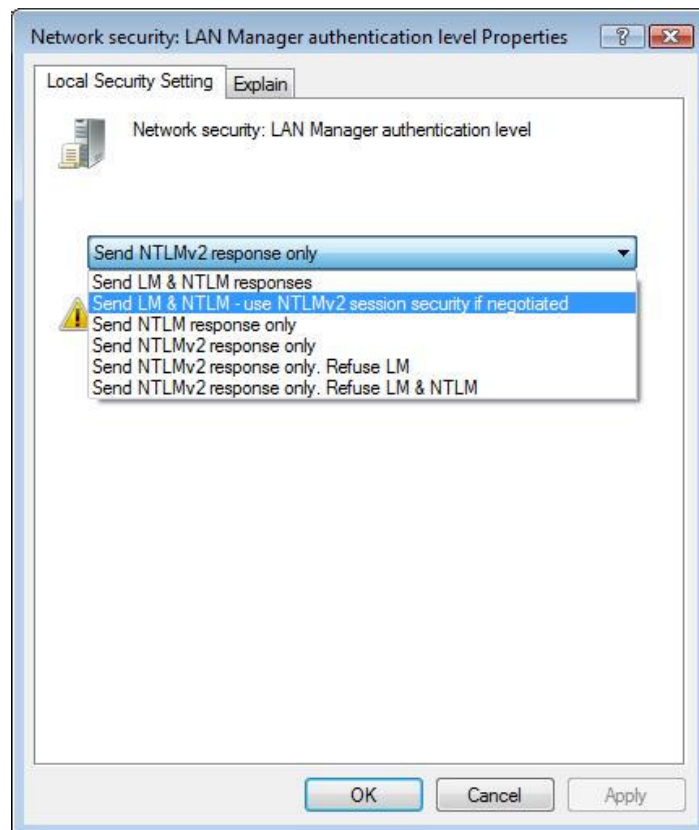 Network security: LAN Manager authentication level Properties
Local Security Setting
Explain
Network security: LAN Manager authentication level
Send NTLMv2 response only
Send LM & NTLM responses
Send LM & NTLM - use NTLMv2 session security if negotiated
Send NTLM response only
Send NTLMv2 response only
Send NTLMv2 response only. Refuse LM
Send NTLMv2 response only. Refuse LM & NTLM
OK
Cancel
Apply